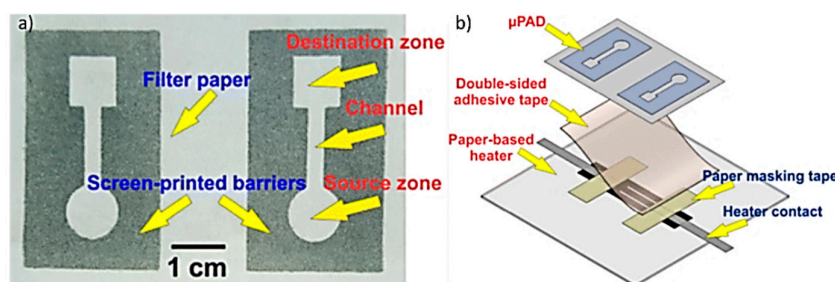 a)
Destination zone
Filter paper
Channel
Screen-printed barriers
Source zone
1 cm
b)
µPAD
Double-sided
adhesive tape
Paper-based
heater
Paper masking tape
Heater contact